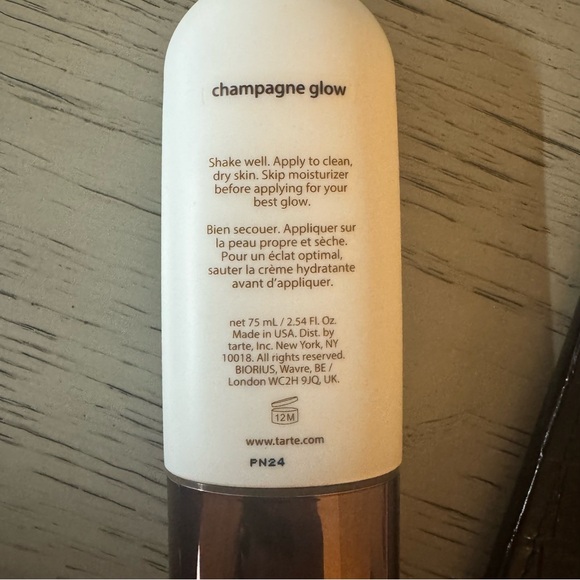 champagne glow
Shake well. Apply to clean,
dry skin. Skip moisturizer
before applying for your
best glow.
Bien secouer. Appliquer sur
la peau propre et sèche.
Pour un éclat optimal,
sauter la crème hydratante
avant d'appliquer.
net 75 mL / 2.54 Fl. Oz.
Made in USA. Dist. by
tarte, Inc. New York, NY
10018. All rights reserved.
BIORIUS, Wavre, BE /
London WC2H 9JQ, UK.
12M
www.tarte.com
PN24